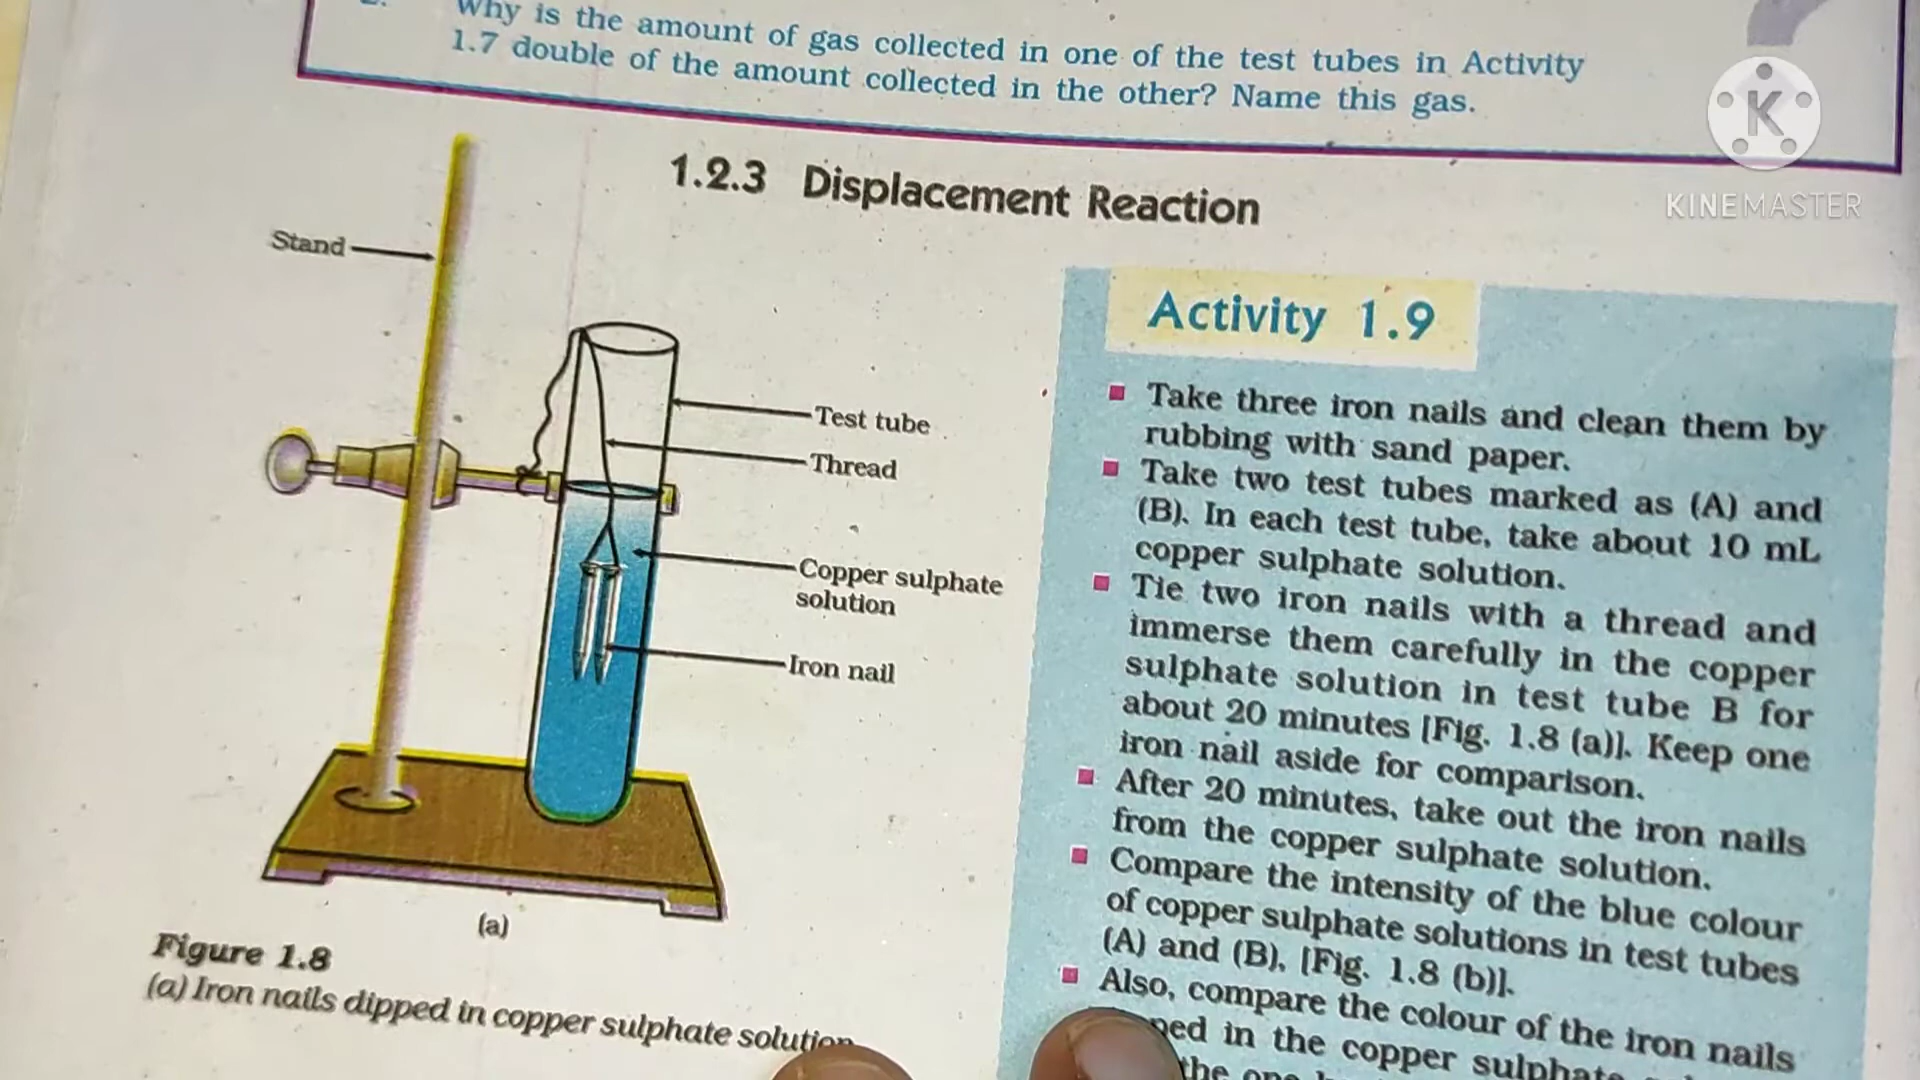 Why is the amount of gas collected in one of the test tubes in Activity
1.7 double of the amount collected in the other? Name this gas.
K
KINEMASTER
1.2.3 Displacement Reaction
Stand
Test tube
Thread
Copper sulphate
solution
Iron nail
(a)
Figure 1.8
(a) Iron nails dipped in copper sulphate solution
Activity 1.9
Take three iron nails and clean them by
rubbing with sand paper.
Take two test tubes marked as (A) and
(B). In each test tube, take about 10 mL
copper sulphate solution.
Tie two iron nails with a thread and
immerse them carefully in the copper
sulphate solution in test tube B for
about 20 minutes [Fig. 1.8 (a)]. Keep one
iron nail aside for comparison.
After 20 minutes, take out the iron nails
from the copper sulphate solution.
Compare the intensity of the blue colour
of copper sulphate solutions in test tubes
(A) and (B), [Fig. 1.8 (b)].
Also, compare the colour of the iron nails
in the copper sulphate
the one